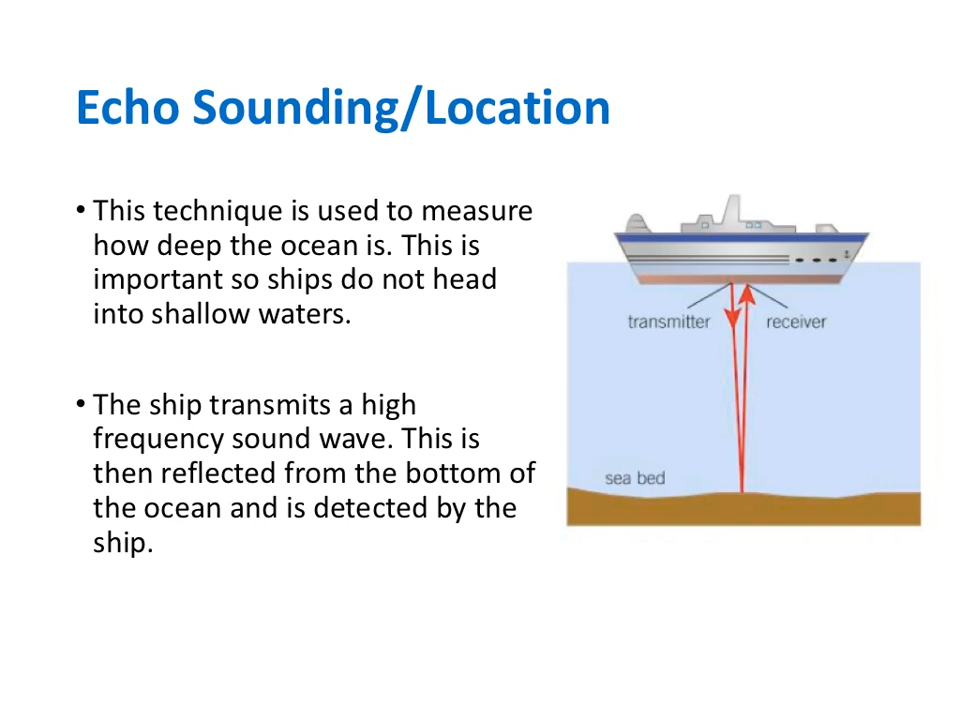 Echo Sounding/Location
• This technique is used to measure
how deep the ocean is. This is
important so ships do not head
into shallow waters.
• The ship transmits a high
frequency sound wave. This is
then reflected from the bottom of
the ocean and is detected by the
ship.
transmitter
receiver
sea bed